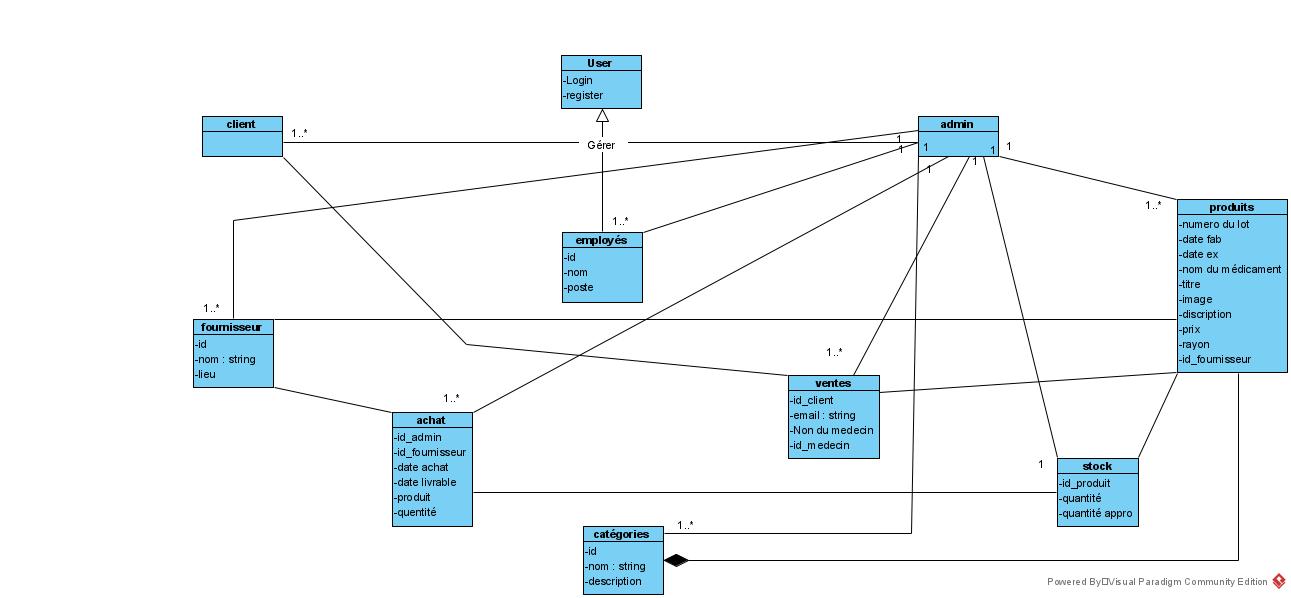 User
-Login
-register
client
1..*
Gérer
admin
1
1
1
1
1
1
1
1..*
1..*
employés
-id
-nom
-poste
produits
-numero du lot
-date fab
-date ex
-nom du médicament
-titre
-image
-discription
-prix
-rayon
-id_fournisseur
1..*
fournisseur
-id
-nom : string
-lieu
1..*
ventes
-id_client
-email : string
-Non du medecin
-id_medecin
1..*
achat
-id_admin
-id_fournisseur
-date achat
-date livrable
-produit
-quentité
1
stock
-id_produit
-quantité
-quantité appro
1..*
catégories
-id
-nom : string
-description
Powered By Visual Paradigm Community Edition